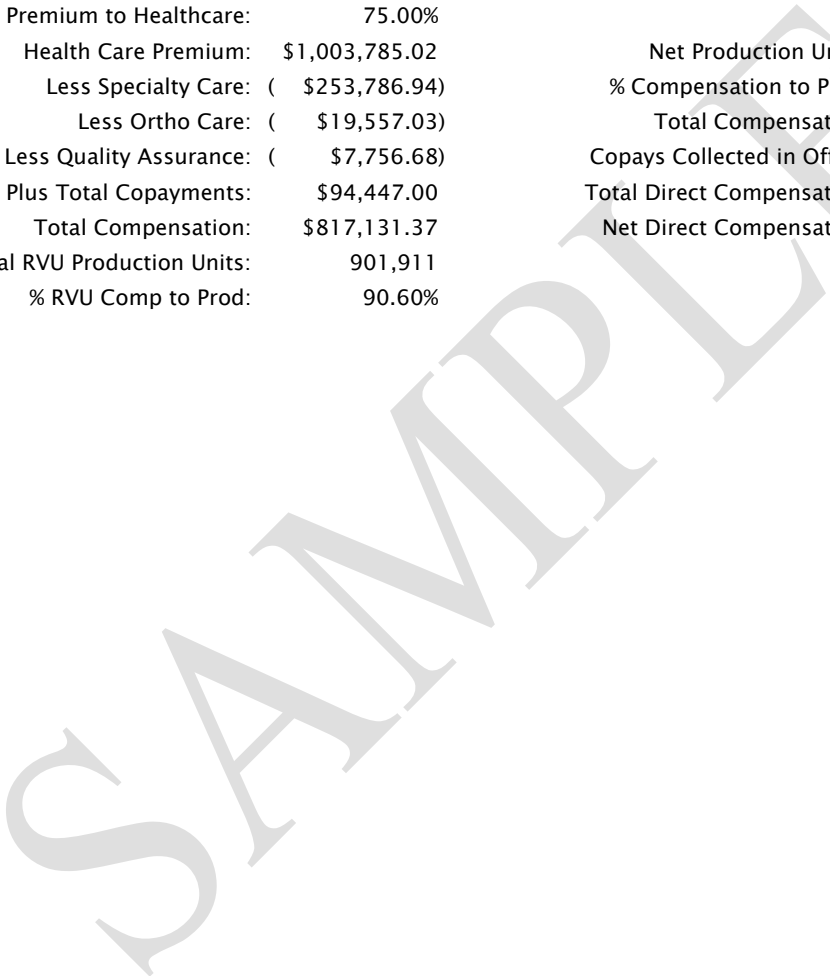 Premium to Healthcare: 75.00%
Health Care Premium: $1,003,785.02 Net Production
Less Specialty Care: ( $253,786.94) % Compensation to
Less Ortho Care: ( $19,557.03) Total
Less Quality Assurance: ( $7,756.68) Copays Collected in
Plus Total Copayments: $94,447.00 Total Direct
Total Compensation: $817,131.37 Net Direct
RVU Production Units: 901,911
% RVU Comp to Prod: 90.60%
SAMPLE